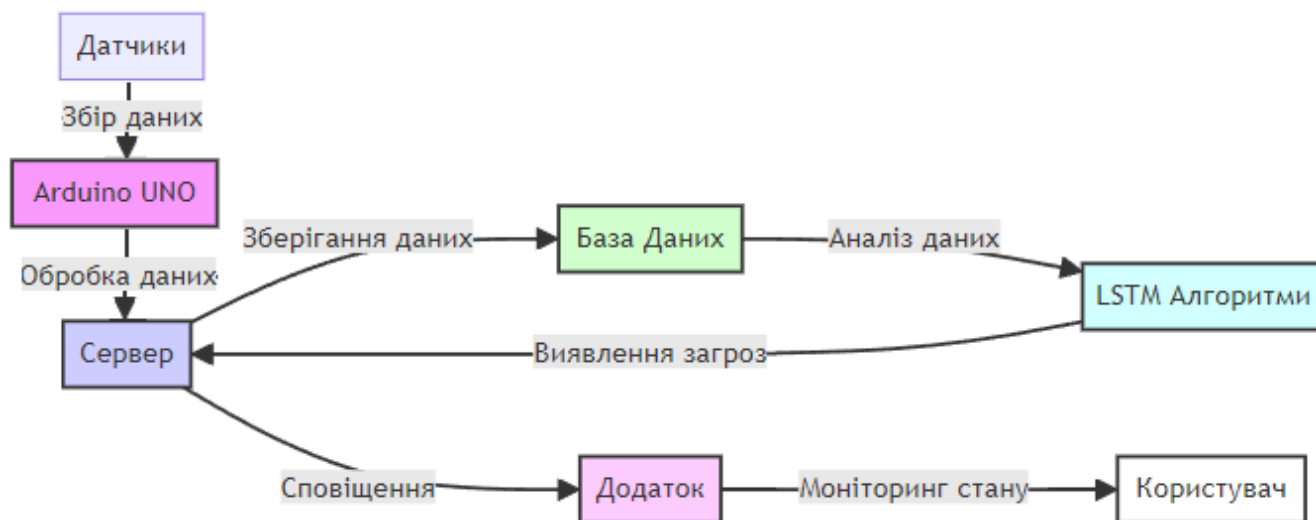 Датчики
Збір даних
Arduino UNO
Обробка даних
Сервер
Зберігання даних
База Даних
Аналіз даних
LSTM Алгоритми
Виявлення загроз
Сповіщення
Додаток
Моніторинг стану
Користувач